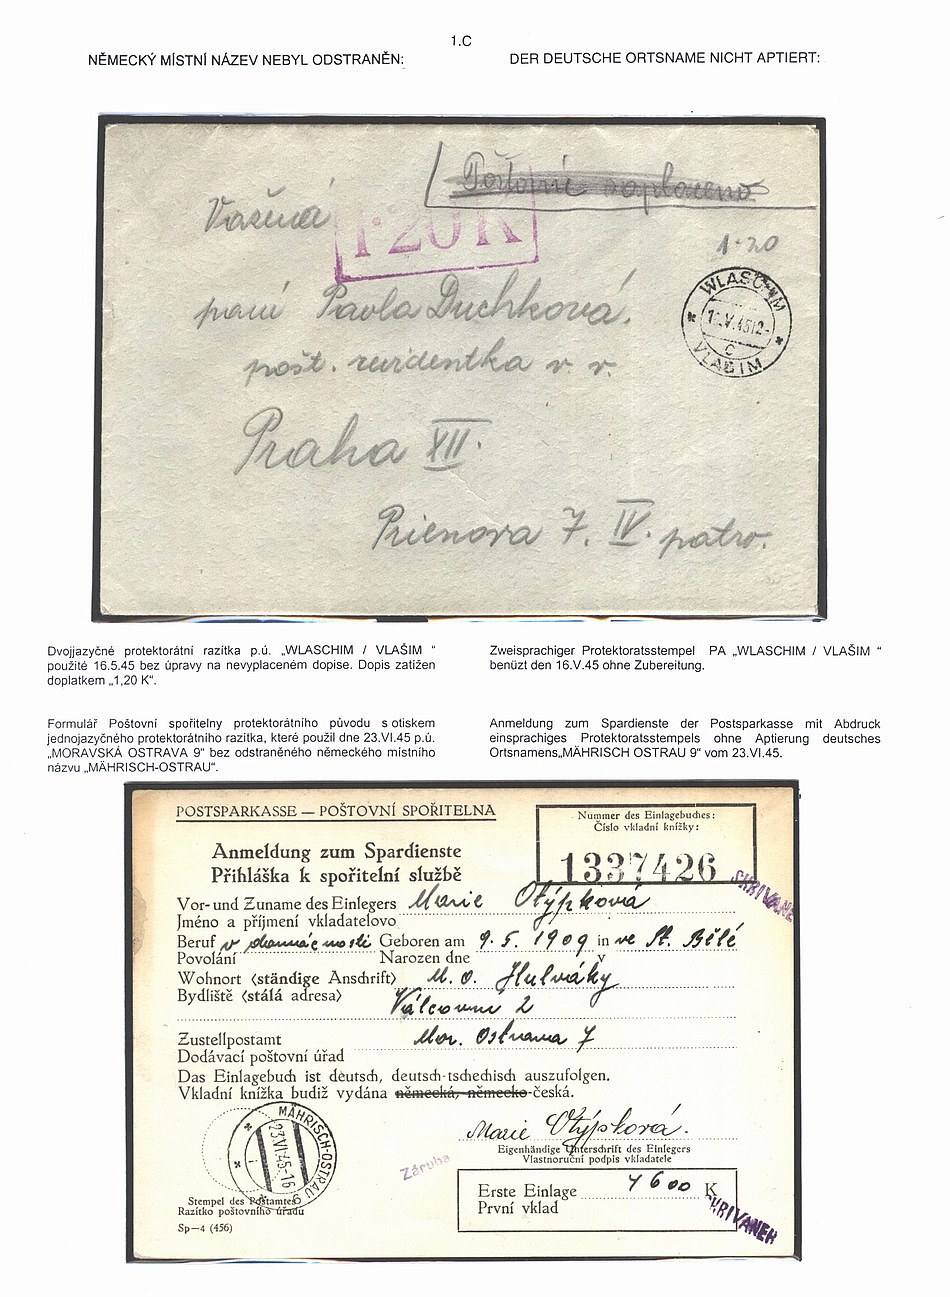 1.C
NĚMECKÝ MÍSTNÍ NÁZEV NEBYL ODSTRANĚN:
DER DEUTSCHE ORTSNAME NICHT APTIERT:
Poštovné zaplaceno
Vážená
1·20 K
1·20
paní Pavla Duchková.
WLASCHIM
V.45 12-
c
VLAŠIM
pošt. revidentka v. v.
Praha XII.
7. IV. patro.
Dvojjazyčné protektorátní razítka p.ú. „WLASCHIM / VLAŠIM “
použité 16.5.45 bez úpravy na nevyplaceném dopise. Dopis zatížen
doplatkem „1,20 K“.
Zweisprachiger Protektoratsstempel PA „WLASCHIM / VLAŠIM “
benüzt den 16.V.45 ohne Zubereitung.
Formulář Poštovní spořitelny protektorátního původu s otiskem
jednojazyčného protektorátního razítka, které použil dne 23.VI.45 p.ú.
„MORAVSKÁ OSTRAVA 9“ bez odstraněného německého místního
názvu „MÄHRISCH-OSTRAU“.
Anmeldung zum Spardienste der Postsparkasse mit Abdruck
einsprachiges Protektoratsstempels ohne Aptierung deutsches
Ortsnamens„MÄHRISCH OSTRAU 9“ vom 23.VI.45.
POSTSPARKASSE — POŠTOVNÍ SPOŘITELNA
Nummer des Einlagebuches:
Číslo vkladní knížky:
1337426
Anmeldung zum Spardienste
Přihláška k spořitelní službě
SKRIVANEK
Vor- und Zuname des Einlegers Marie Otýpková
Jméno a příjmení vkladatelovo
Beruf v domácnosti Geboren am 9. 5. 1909 in ve St. Bělé
Povolání Narozen dne v
Wohnort (ständige Anschrift) M. O. Hulváky
Bydliště (stálá adresa) Válcovní 2
Zustellpostamt Mor. Ostrava 7
Dodávací poštovní úřad
Das Einlagebuch ist deutsch, deutsch-tschechisch auszufolgen.
Vkladní knížka budiž vydána německá, německo-česká.
MÄHRISCH-OSTRAU 9
23.VI.45-16
Marie Otýpková.
Eigenhändige Unterschrift des Einlegers
Vlastnoruční podpis vkladatele
Záruba
Erste Einlage 4600 K
První vklad
SKRIVANEK
Stempel des Postamtes
Razítko poštovního úřadu
Sp—4 (456)